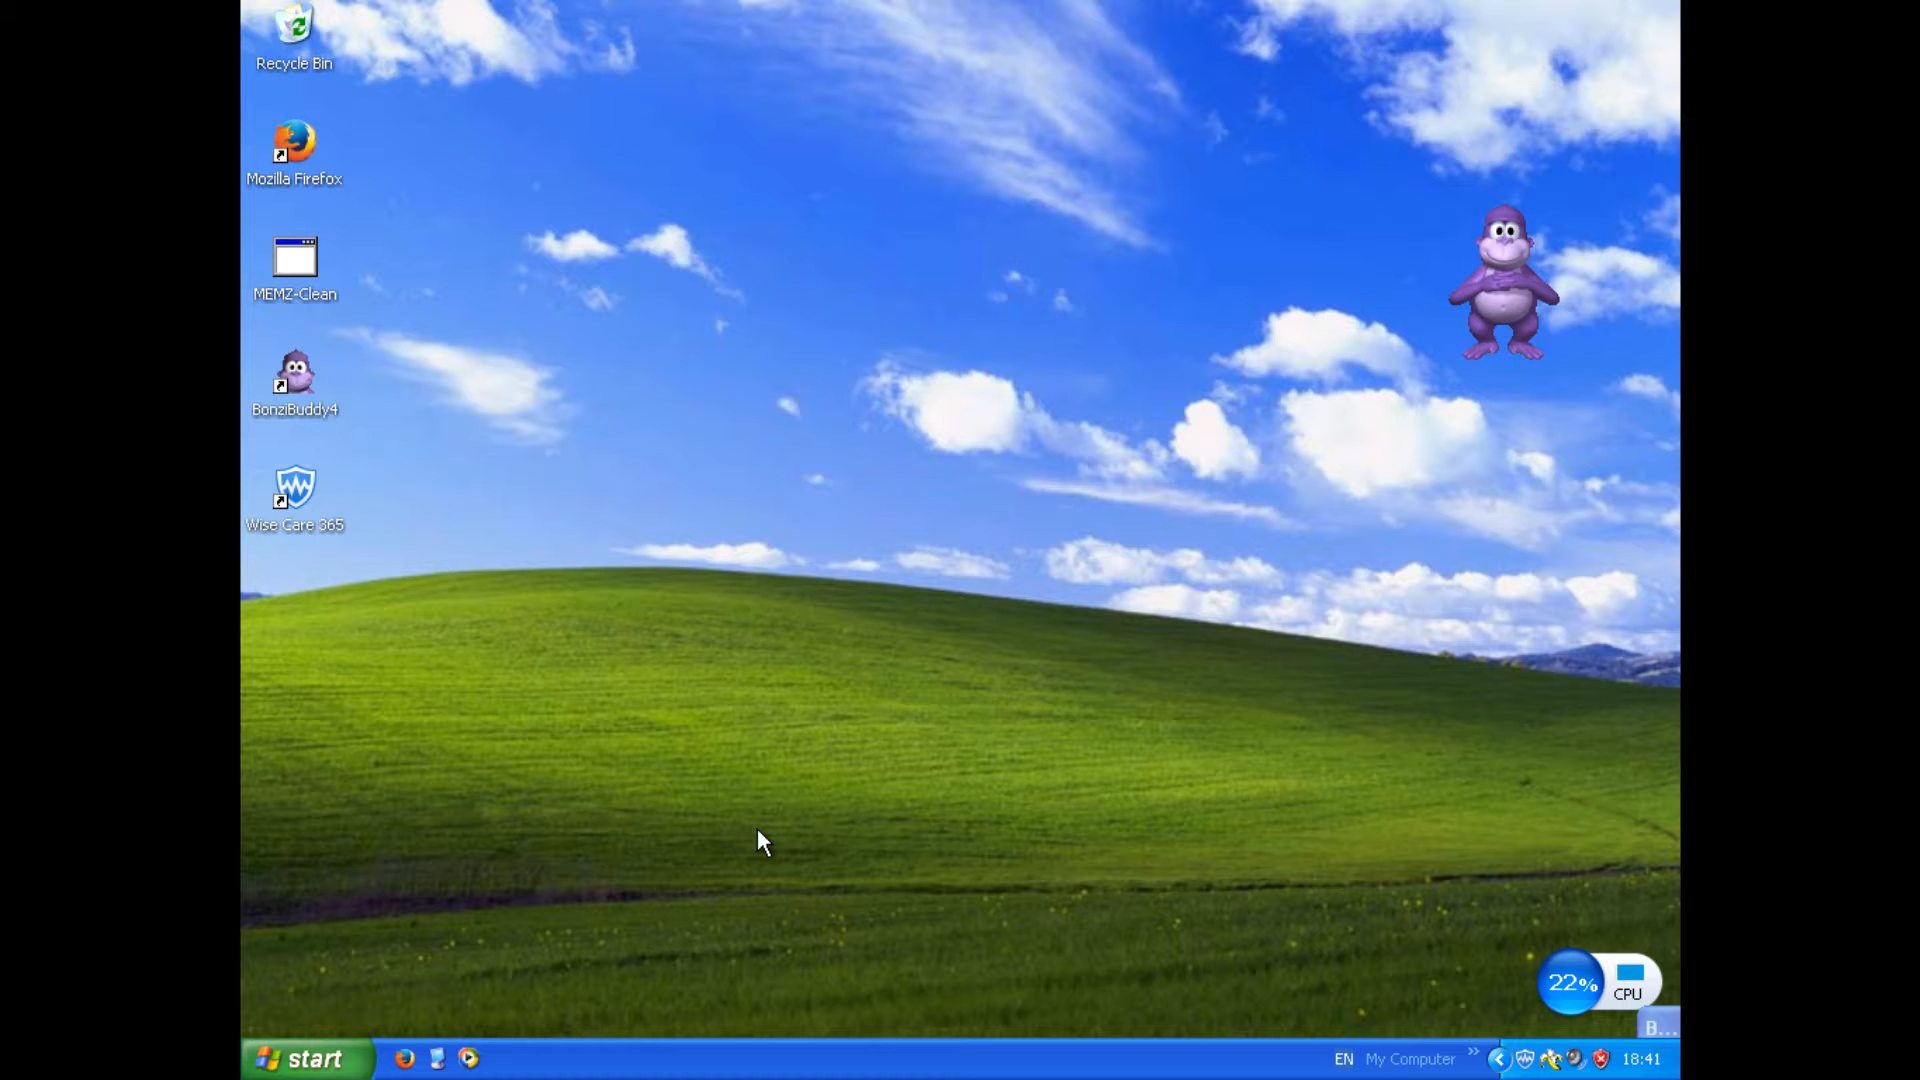 Recycle Bin
Mozilla Firefox
MEMZ-Clean
BonziBuddy4
Wise Care 365
22%
CPU
B...
start
EN
My Computer
»
18:41